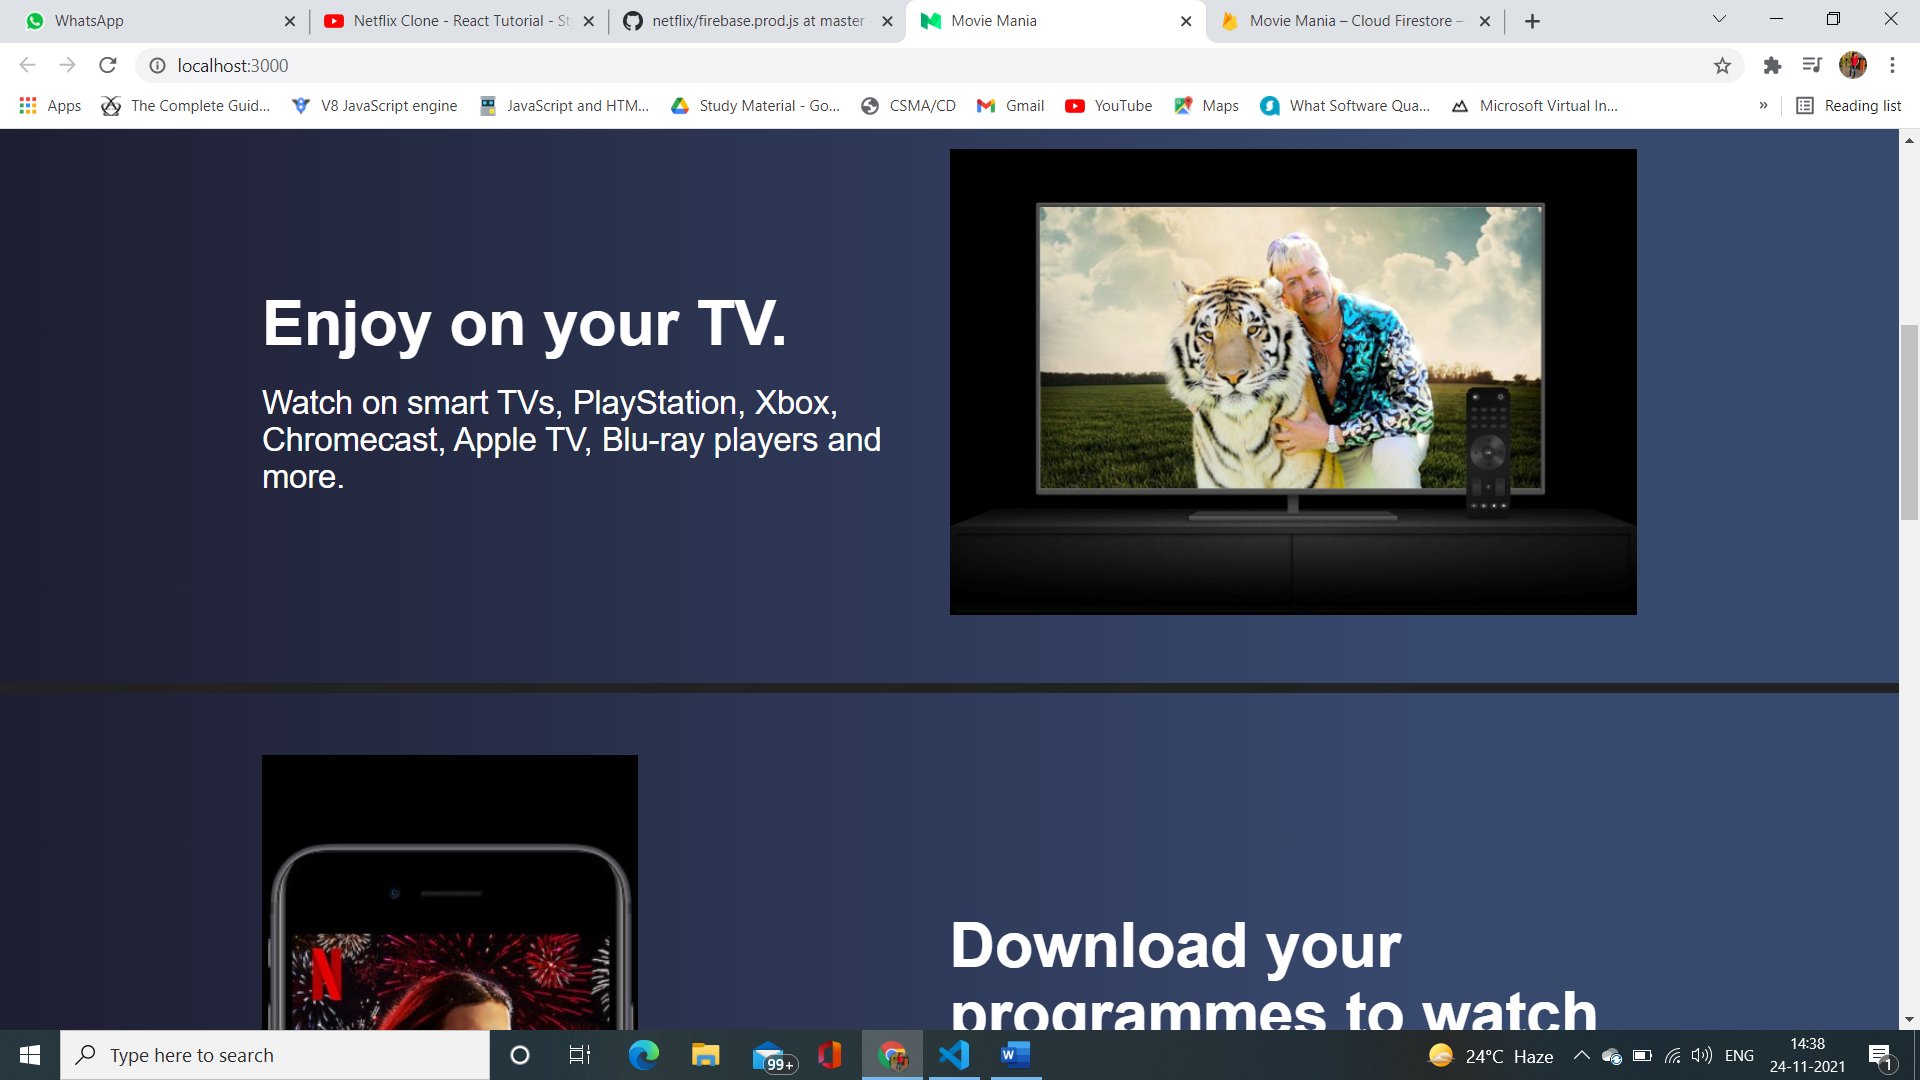 WhatsApp
Netflix Clone - React Tutorial - St
netflix/firebase.prod.js at master
Movie Mania
Movie Mania – Cloud Firestore –
localhost:3000
Apps
The Complete Guid...
V8 JavaScript engine
JavaScript and HTM...
Study Material - Go...
CSMA/CD
Gmail
YouTube
Maps
What Software Qua...
Microsoft Virtual In...
»
Reading list
Enjoy on your TV.
Watch on smart TVs, PlayStation, Xbox,
Chromecast, Apple TV, Blu-ray players and
more.
N
Download your
programmes to watch
Type here to search
99+
24°C Haze
ENG
14:38
24-11-2021
1